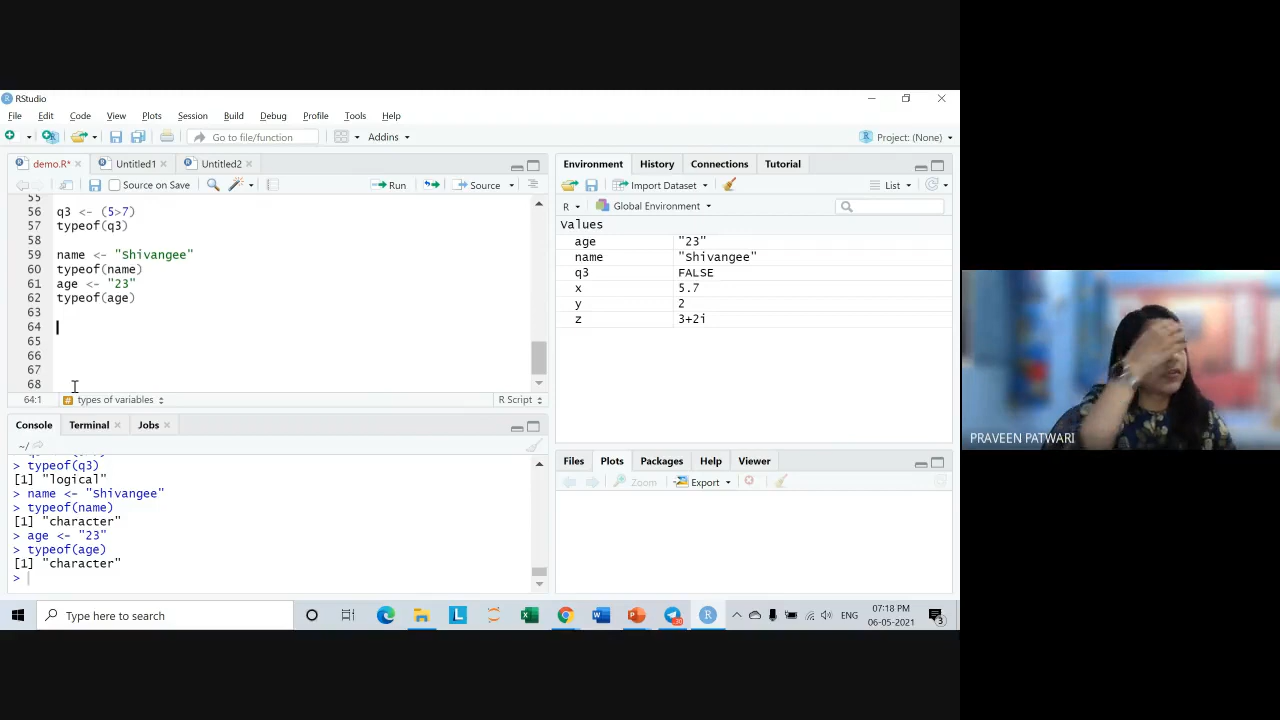 RStudio
File Edit Code View Plots Session Build Debug Profile Tools Help
Go to file/function Addins Project: (None)
demo.R* Untitled1 Untitled2
Source on Save Run Source
55
56 q3 <- (5>7)
57 typeof(q3)
58
59 name <- "Shivangee"
60 typeof(name)
61 age <- "23"
62 typeof(age)
63
64
65
66
67
68
64:1 types of variables R Script
Console Terminal Jobs
~/
> typeof(q3)
[1] "logical"
> name <- "Shivangee"
> typeof(name)
[1] "character"
> age <- "23"
> typeof(age)
[1] "character"
>
Environment History Connections Tutorial
Import Dataset List
R Global Environment
Values
age "23"
name "Shivangee"
q3 FALSE
x 5.7
y 2
z 3+2i
Files Plots Packages Help Viewer
Zoom Export
PRAVEEN PATWARI
Type here to search
ENG
07:18 PM
06-05-2021
3